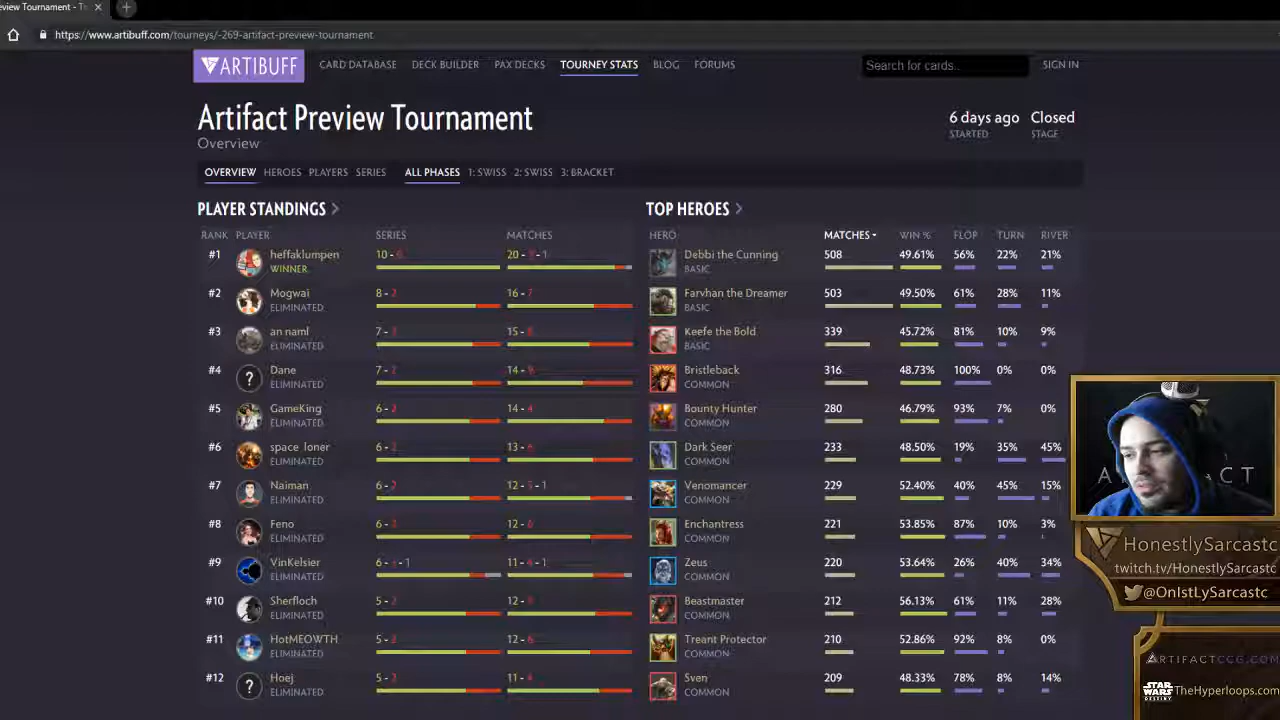 eview Tournament - T
https://www.artibuff.com/tourneys/-269-artifact-preview-tournament
ARTIBUFF CARD DATABASE DECK BUILDER PAX DECKS TOURNEY STATS BLOG FORUMS Search for cards.. SIGN IN
Artifact Preview Tournament
Overview
6 days ago Closed
STARTED STAGE
OVERVIEW HEROES PLAYERS SERIES ALL PHASES 1: SWISS 2: SWISS 3: BRACKET
PLAYER STANDINGS
RANK PLAYER SERIES MATCHES
#1 heffaklumpen 10 - 20 - - 1
WINNER
#2 Mogwai 8 - 2 16 - 7
ELIMINATED
#3 an naml 7 - 15 -
ELIMINATED
#4 Dane 7 - 2 14 -
ELIMINATED
#5 GameKing 6 - 2 14 - 4
ELIMINATED
#6 space loner 6 - 13 -
ELIMINATED
#7 Naiman 6 - 12 - - 1
ELIMINATED
#8 Feno 6 - 12 -
ELIMINATED
#9 VinKelsier 6 - - 1 11 - - 1
ELIMINATED
#10 Sherfloch 5 - 12 -
ELIMINATED
#11 HotMEOWTH 5 - 12 -
ELIMINATED
#12 Hoej 5 - 11 -
ELIMINATED
TOP HEROES
HERO MATCHES WIN % FLOP TURN RIVER
Debbi the Cunning 508 49.61% 56% 22% 21%
BASIC
Farvhan the Dreamer 503 49.50% 61% 28% 11%
BASIC
Keefe the Bold 339 45.72% 81% 10% 9%
BASIC
Bristleback 316 48.73% 100% 0% 0%
COMMON
Bounty Hunter 280 46.79% 93% 7% 0%
COMMON
Dark Seer 233 48.50% 19% 35% 45%
COMMON
Venomancer 229 52.40% 40% 45% 15%
COMMON
Enchantress 221 53.85% 87% 10% 3%
COMMON
Zeus 220 53.64% 26% 40% 34%
COMMON
Beastmaster 212 56.13% 61% 11% 28%
COMMON
Treant Protector 210 52.86% 92% 8% 0%
COMMON
Sven 209 48.33% 78% 8% 14%
COMMON
HonestlySarcastc
twitch.tv/HonestlySarcastc
@OnlstLySarcastc
ARTIFACTCCG.COM
STAR WARS DESTINY TheHyperloops.com